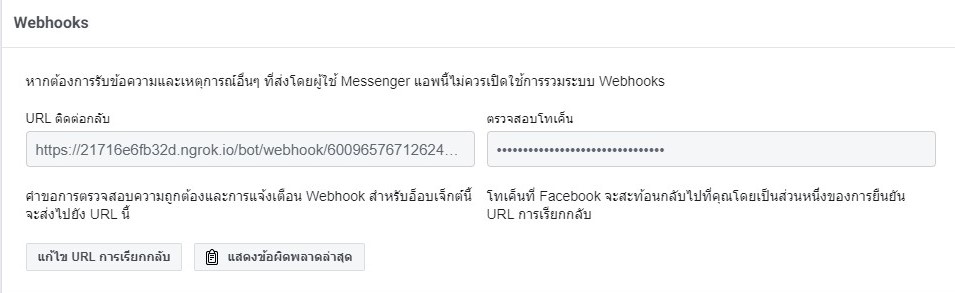 Webhooks
หากต้องการรับข้อความและเหตุการณ์อื่นๆ ที่ส่งโดยผู้ใช้ Messenger แอพนี้ไม่ควรเปิดใช้การรวมระบบ Webhooks
URL ติดต่อกลับ
ตรวจสอบโทเค็น
https://21716e6fb32d.ngrok.io/bot/webhook/60096576712624...
••••••••••••••••••••••••••••••••
คำขอการตรวจสอบความถูกต้องและการแจ้งเตือน Webhook สำหรับอ็อบเจ็กต์นี้
จะส่งไปยัง URL นี้
โทเค็นที่ Facebook จะสะท้อนกลับไปที่คุณโดยเป็นส่วนหนึ่งของการยืนยัน
URL การเรียกกลับ
แก้ไข URL การเรียกกลับ
แสดงข้อผิดพลาดล่าสุด